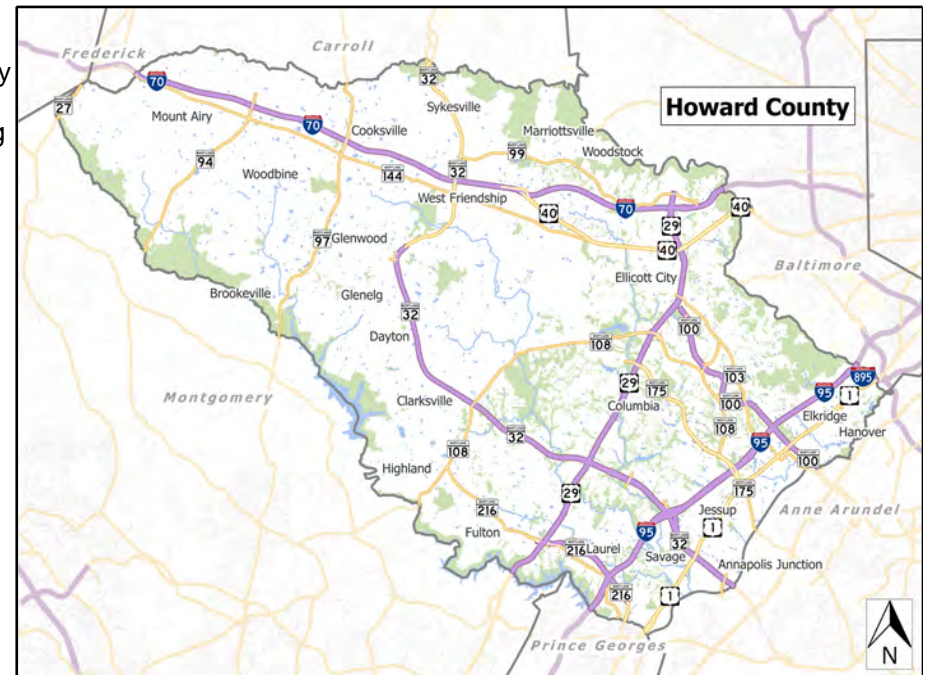 y
g
Howard County
Frederick
Carroll
32
70
27
Sykesville
Mount Airy
70
Cooksville
Marriottsville
99
Woodstock
94
32
144
Woodbine
West Friendship
70
40
40
29
97
Glenwood
40
Baltimore
Ellicott City
Brookeville
Glenelg
32
100
Dayton
108
103
895
29
175
95
1
Montgomery
Clarksville
Columbia
100
Elkridge
108
Hanover
32
95
108
100
Highland
29
175
216
Jessup
Anne Arundel
Fulton
95
1
216
Laurel
Savage
32
Annapolis Junction
216
1
Prince Georges
N